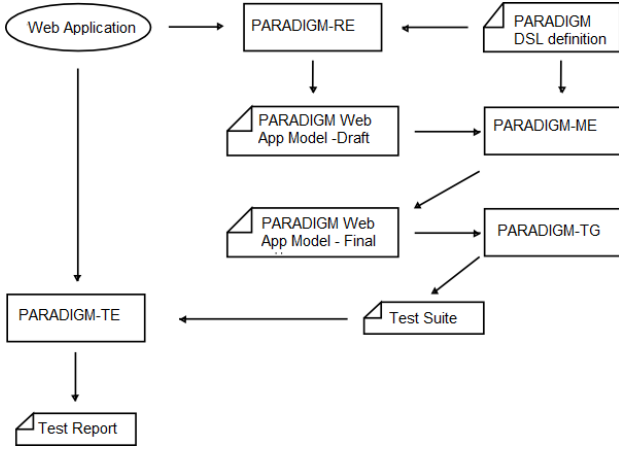 Web Application
PARADIGM-RE
PARADIGM
DSL definition
PARADIGM Web
App Model -Draft
PARADIGM-ME
PARADIGM Web
App Model - Final
PARADIGM-TG
PARADIGM-TE
Test Suite
Test Report